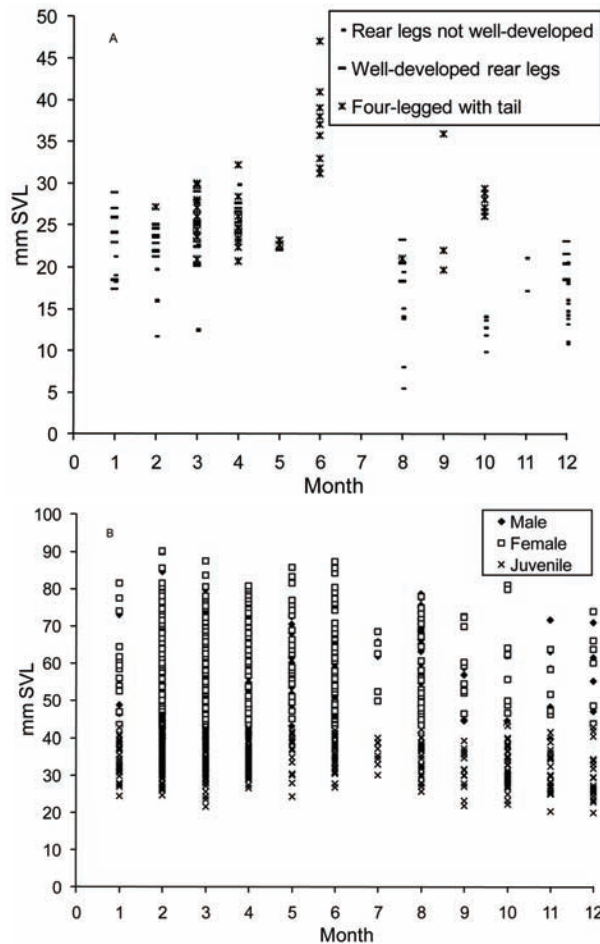 A
- Rear legs not well-developed
- Well-developed rear legs
ж Four-legged with tail
50
45
40
35
30
25
20
15
10
5
0
mm SVL
0 1 2 3 4 5 6 7 8 9 10 11 12
Month
B
◆ Male
□ Female
× Juvenile
100
90
80
70
60
50
40
30
20
10
0
mm SVL
0 1 2 3 4 5 6 7 8 9 10 11 12
Month